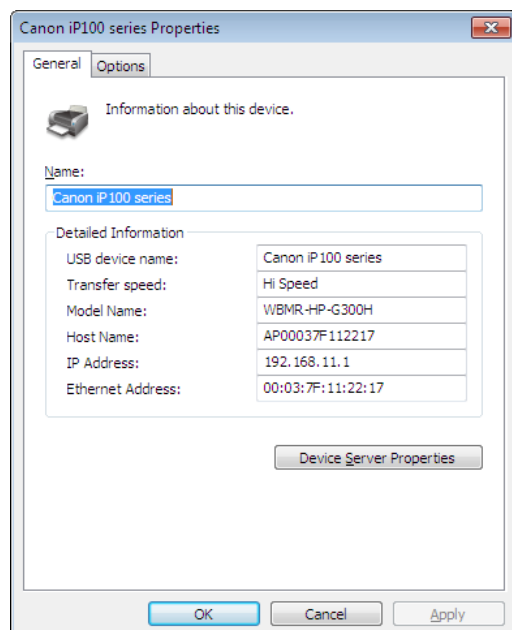 Canon iP100 series Properties
General Options
Information about this device.
Name:
Canon iP100 series
Detailed Information
USB device name: Canon iP100 series
Transfer speed: Hi Speed
Model Name: WBMR-HP-G300H
Host Name: AP00037F112217
IP Address: 192.168.11.1
Ethernet Address: 00:03:7F:11:22:17
Device Server Properties
OK Cancel Apply